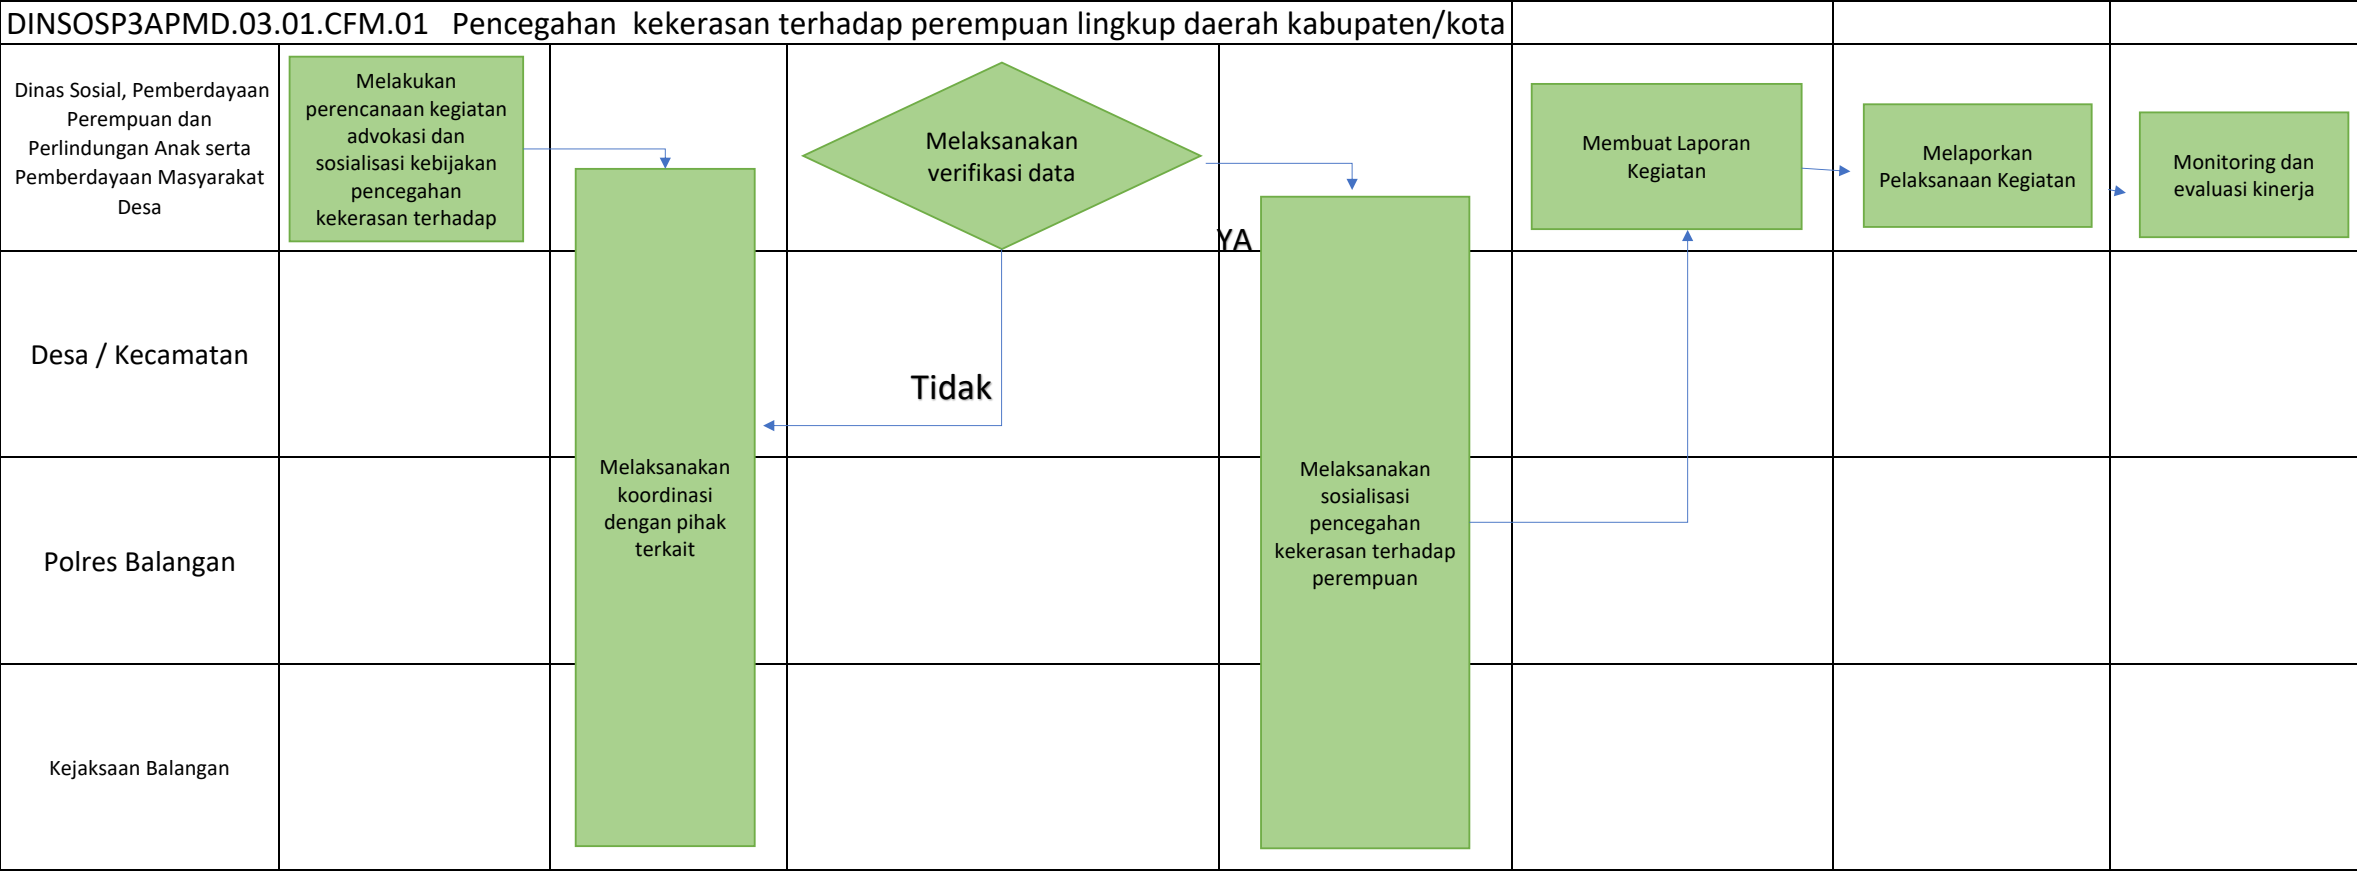 DINSOSP3APMD.03.01.CFM.01 Pencegahan kekerasan terhadap perempuan lingkup daerah kabupaten/kota
Dinas Sosial, Pemberdayaan
Perempuan dan
Perlindungan Anak serta
Pemberdayaan Masyarakat
Desa
Melakukan
perencanaan kegiatan
advokasi dan
sosialisasi kebijakan
pencegahan
kekerasan terhadap
Melaksanakan
verifikasi data
YA
Membuat Laporan
Kegiatan
Melaporkan
Pelaksanaan Kegiatan
Monitoring dan
evaluasi kinerja
Desa / Kecamatan
Tidak
Melaksanakan
koordinasi
dengan pihak
terkait
Melaksanakan
sosialisasi
pencegahan
kekerasan terhadap
perempuan
Polres Balangan
Kejaksaan Balangan